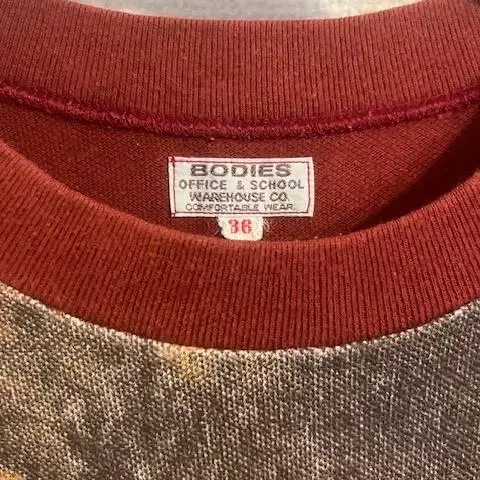 BODIES
OFFICE & SCHOOL
WAREHOUSE CO.
COMFORTABLE WEAR.
36